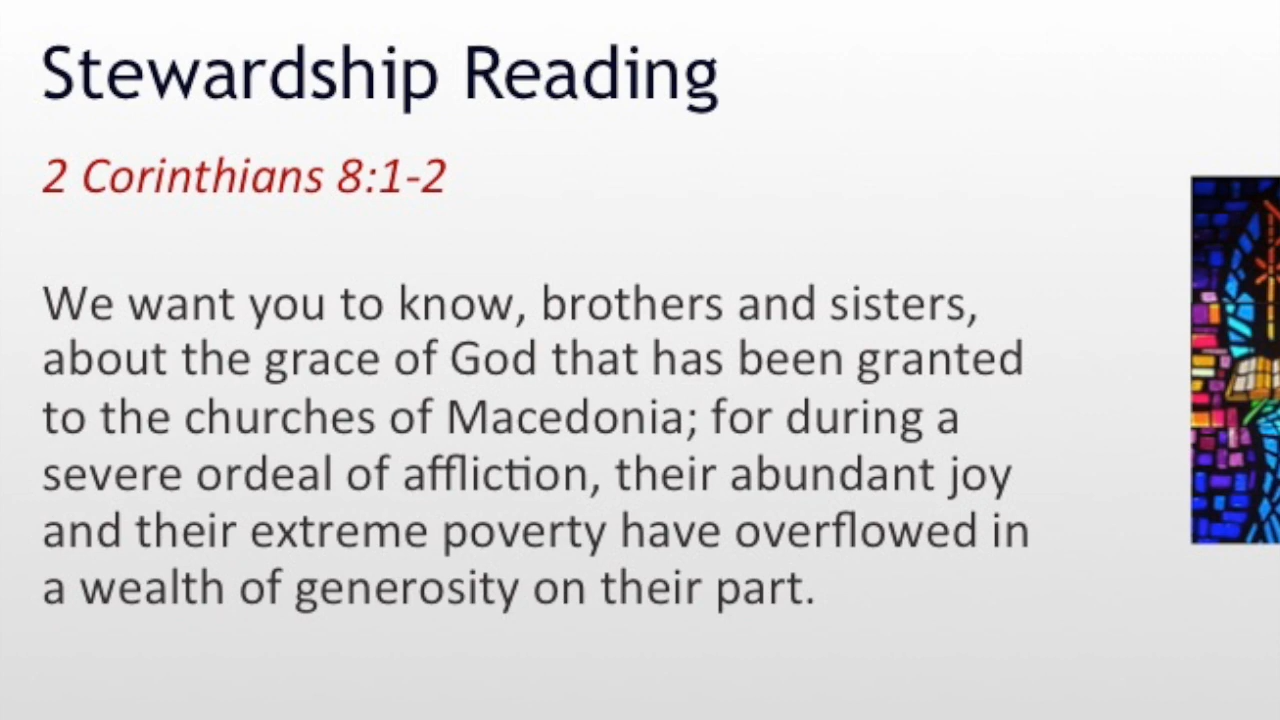 Stewardship Reading
2 Corinthians 8:1-2
We want you to know, brothers and sisters,
about the grace of God that has been granted
to the churches of Macedonia; for during a
severe ordeal of affliction, their abundant joy
and their extreme poverty have overflowed in
a wealth of generosity on their part.